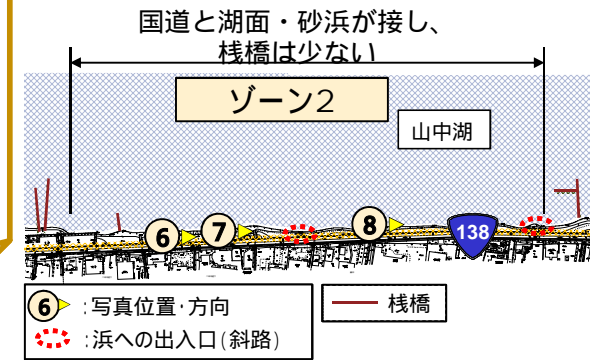 国道と湖面・砂浜が接し、
桟橋は少ない
ゾーン2
山中湖
6
7
8
138
6 :写真位置・方向
桟橋
:浜への出入口(斜路)